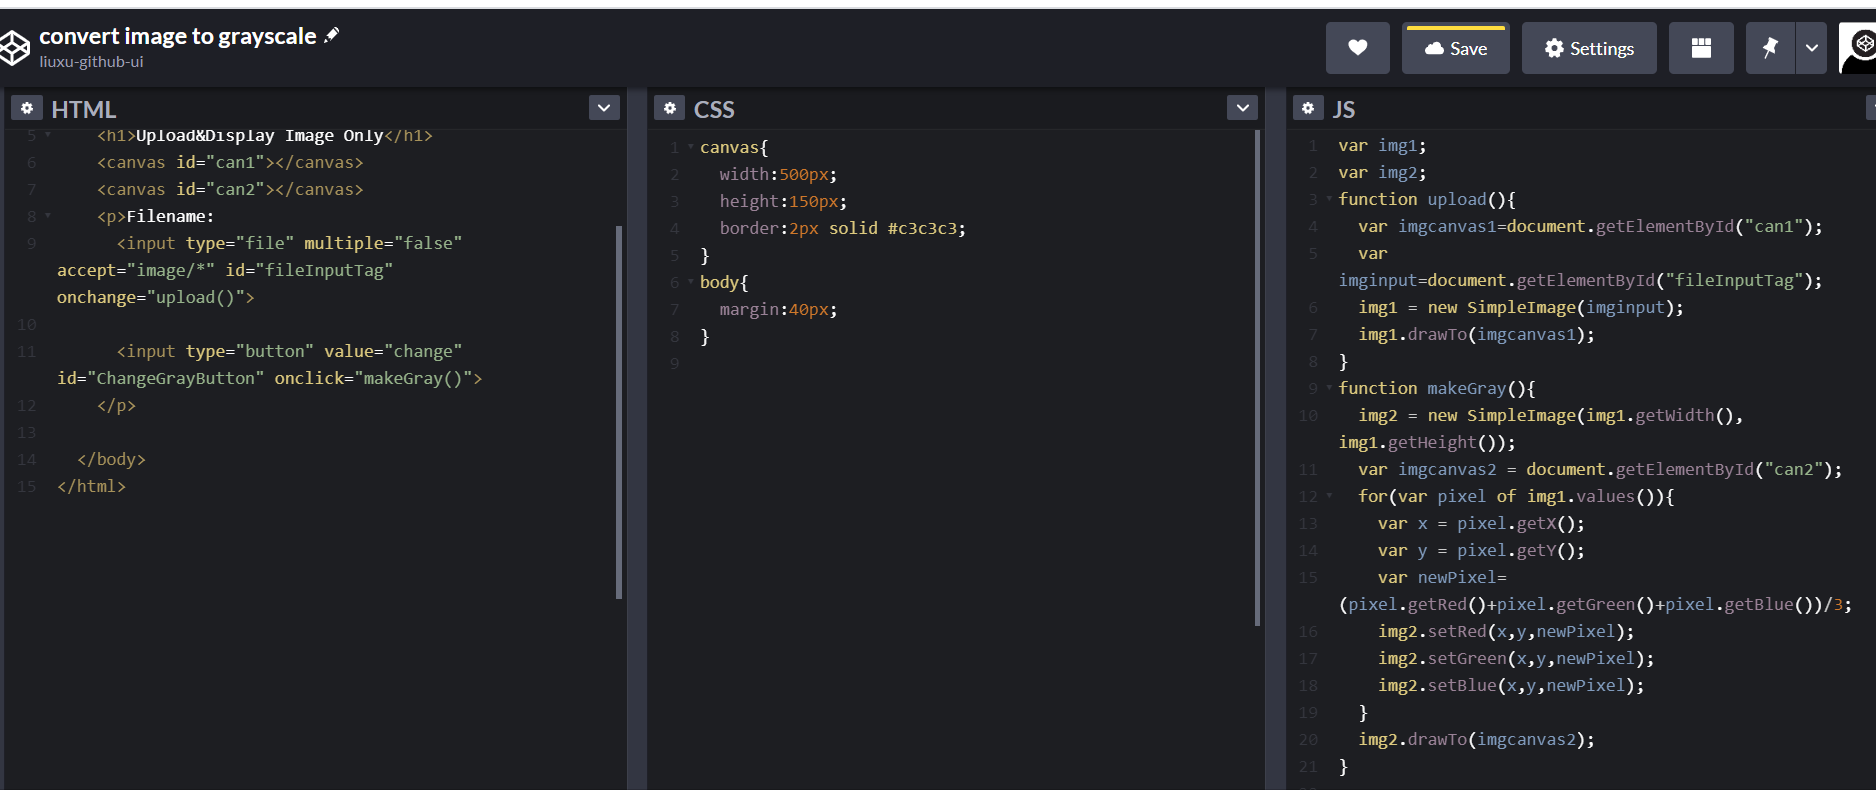 convert image to grayscale
liuxu-github-ui
Save
Settings
HTML
5 <h1>Upload&Display Image Only</h1>
6 <canvas id="can1"></canvas>
7 <canvas id="can2"></canvas>
8 <p>Filename:
9 <input type="file" multiple="false"
accept="image/*" id="fileInputTag"
onchange="upload()">
10
11 <input type="button" value="change"
id="ChangeGrayButton" onclick="makeGray()">
12 </p>
13
14 </body>
15 </html>
CSS
1 canvas{
2 width:500px;
3 height:150px;
4 border:2px solid #c3c3c3;
5 }
6 body{
7 margin:40px;
8 }
9
JS
1 var img1;
2 var img2;
3 function upload(){
4 var imgcanvas1=document.getElementById("can1");
5 var
imginput=document.getElementById("fileInputTag");
6 img1 = new SimpleImage(imginput);
7 img1.drawTo(imgcanvas1);
8 }
9 function makeGray(){
10 img2 = new SimpleImage(img1.getWidth(),
img1.getHeight());
11 var imgcanvas2 = document.getElementById("can2");
12 for(var pixel of img1.values()){
13 var x = pixel.getX();
14 var y = pixel.getY();
15 var newPixel=
(pixel.getRed()+pixel.getGreen()+pixel.getBlue())/3;
16 img2.setRed(x,y,newPixel);
17 img2.setGreen(x,y,newPixel);
18 img2.setBlue(x,y,newPixel);
19 }
20 img2.drawTo(imgcanvas2);
21 }